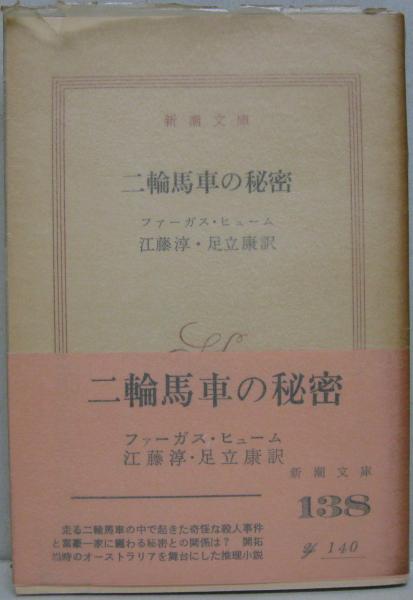 新潮文庫
二輪馬車の秘密
ファーガス・ヒューム
江藤淳・足立康訳
二輪馬車の秘密
ファーガス・ヒューム
江藤淳・足立康訳
新潮文庫
138
¥ 140
走る二輪馬車の中で起きた奇怪な殺人事件
と富豪一家に纏わる秘密との関係は? 開拓
当時のオーストラリアを舞台にした推理小説